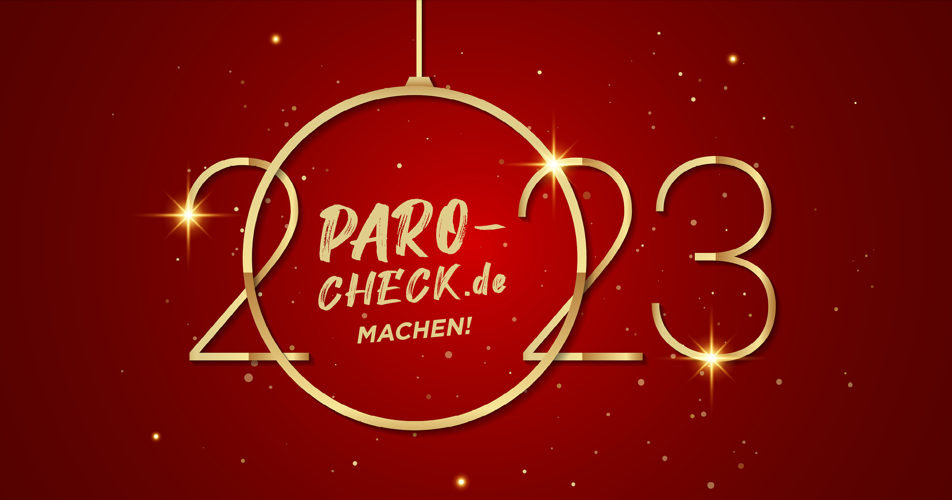 2023
PARO-
CHECK.de
MACHEN!